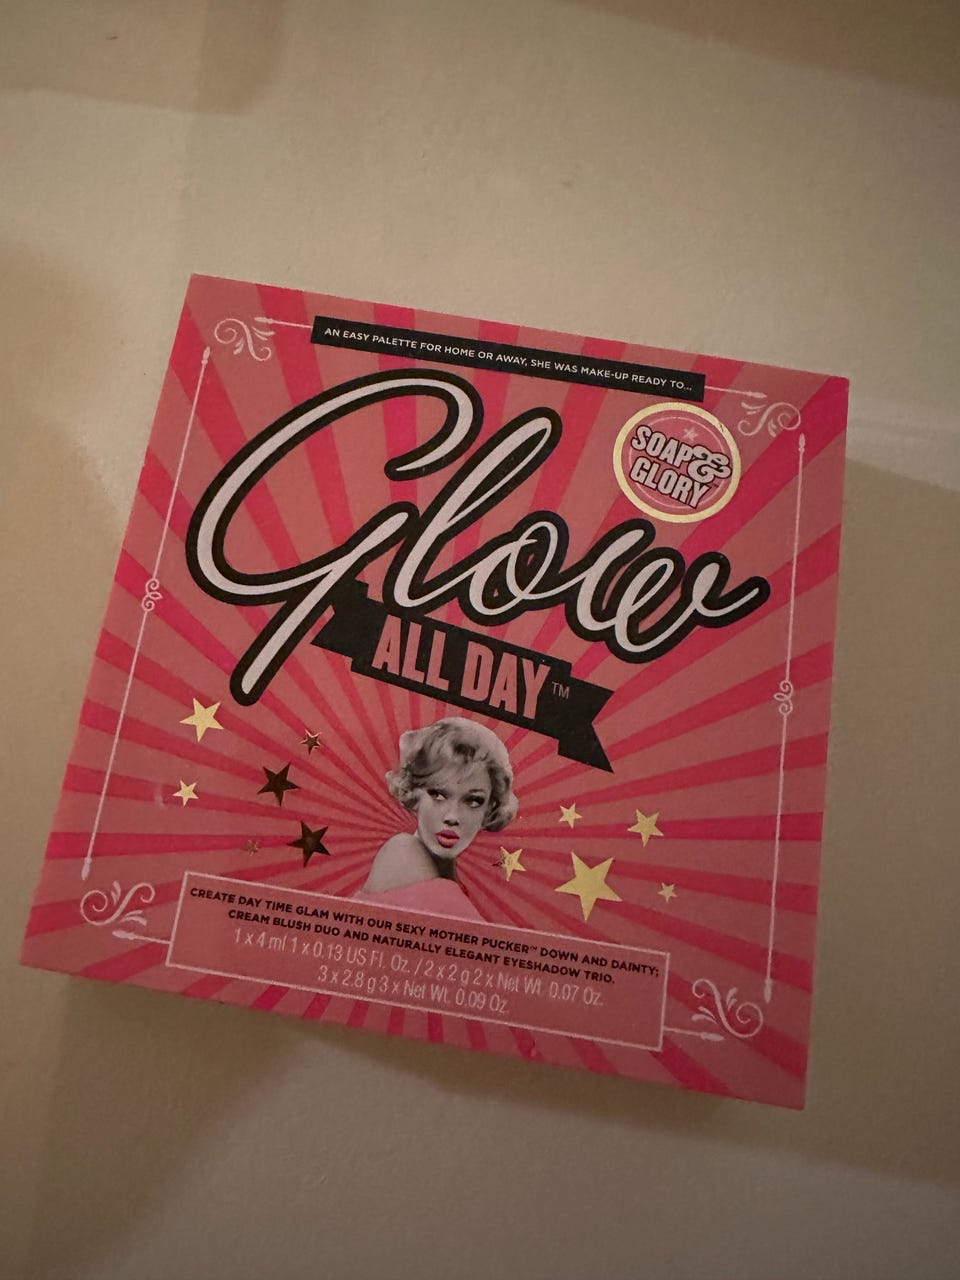 AN EASY PALETTE FOR HOME OR AWAY, SHE WAS MAKE-UP READY TO...
SOAP &
GLORY™
Glow
ALL DAY™
CREATE DAY TIME GLAM WITH OUR SEXY MOTHER PUCKER™ DOWN AND DAINTY;
CREAM BLUSH DUO AND NATURALLY ELEGANT EYESHADOW TRIO.
1 x 4 ml 1 x 0.13 US Fl. Oz. / 2 x 2 g 2 x Net Wt. 0.07 Oz.
3 x 2.8 g 3 x Net Wt. 0.09 Oz.